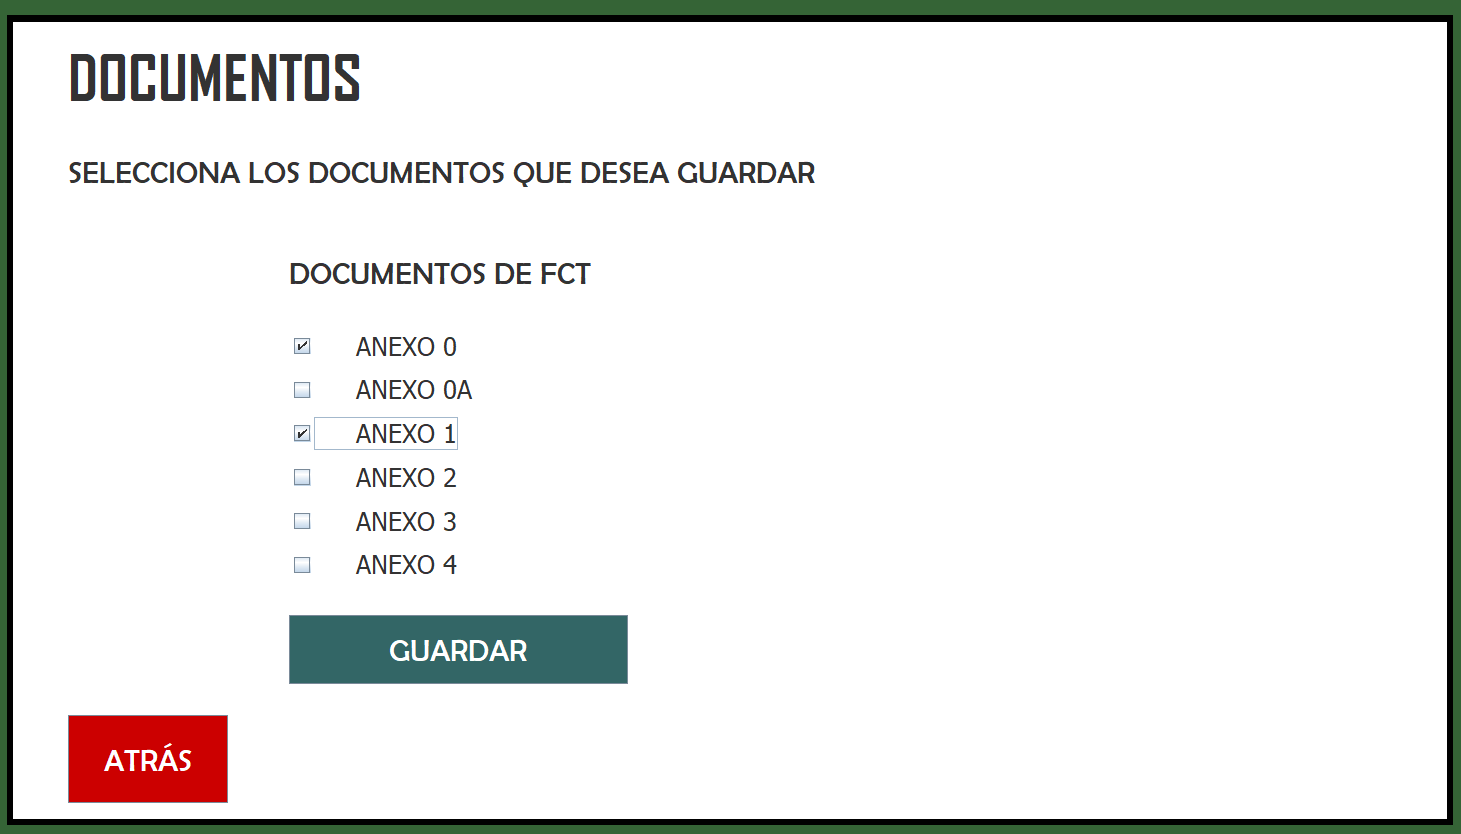 DOCUMENTOS
SELECCIONA LOS DOCUMENTOS QUE DESEA GUARDAR
DOCUMENTOS DE FCT
ANEXO 0
ANEXO 0A
ANEXO 1
ANEXO 2
ANEXO 3
ANEXO 4
GUARDAR
ATRÁS